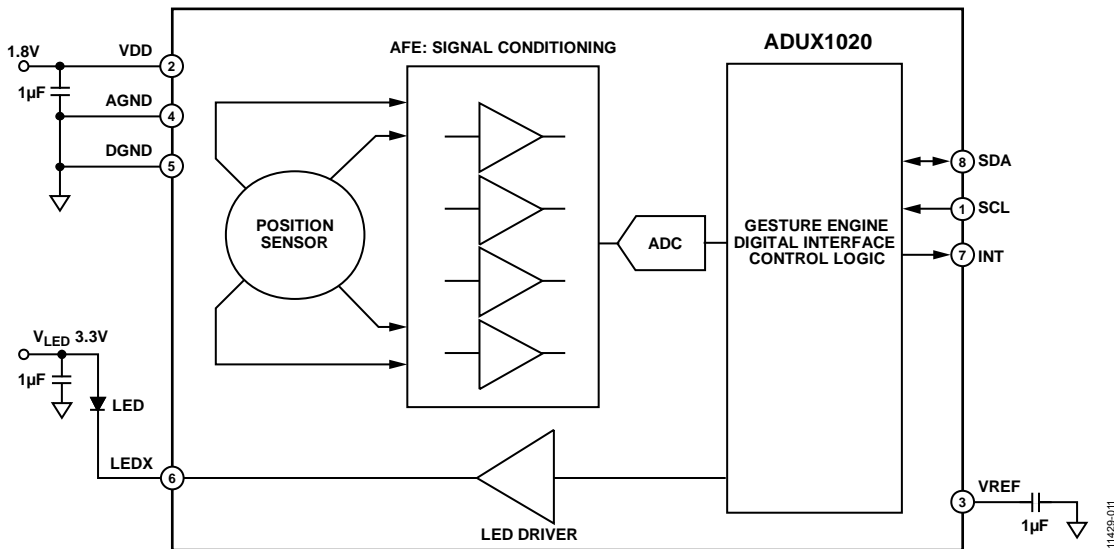 ADUX1020
AFE: SIGNAL CONDITIONING
1.8V
VDD
2
1µF
AGND
4
DGND
5
POSITION
SENSOR
ADC
GESTURE ENGINE
DIGITAL INTERFACE
CONTROL LOGIC
8
SDA
1
SCL
7
INT
VLED 3.3V
1µF
LED
LEDX
6
LED DRIVER
3
VREF
1µF
11429-011